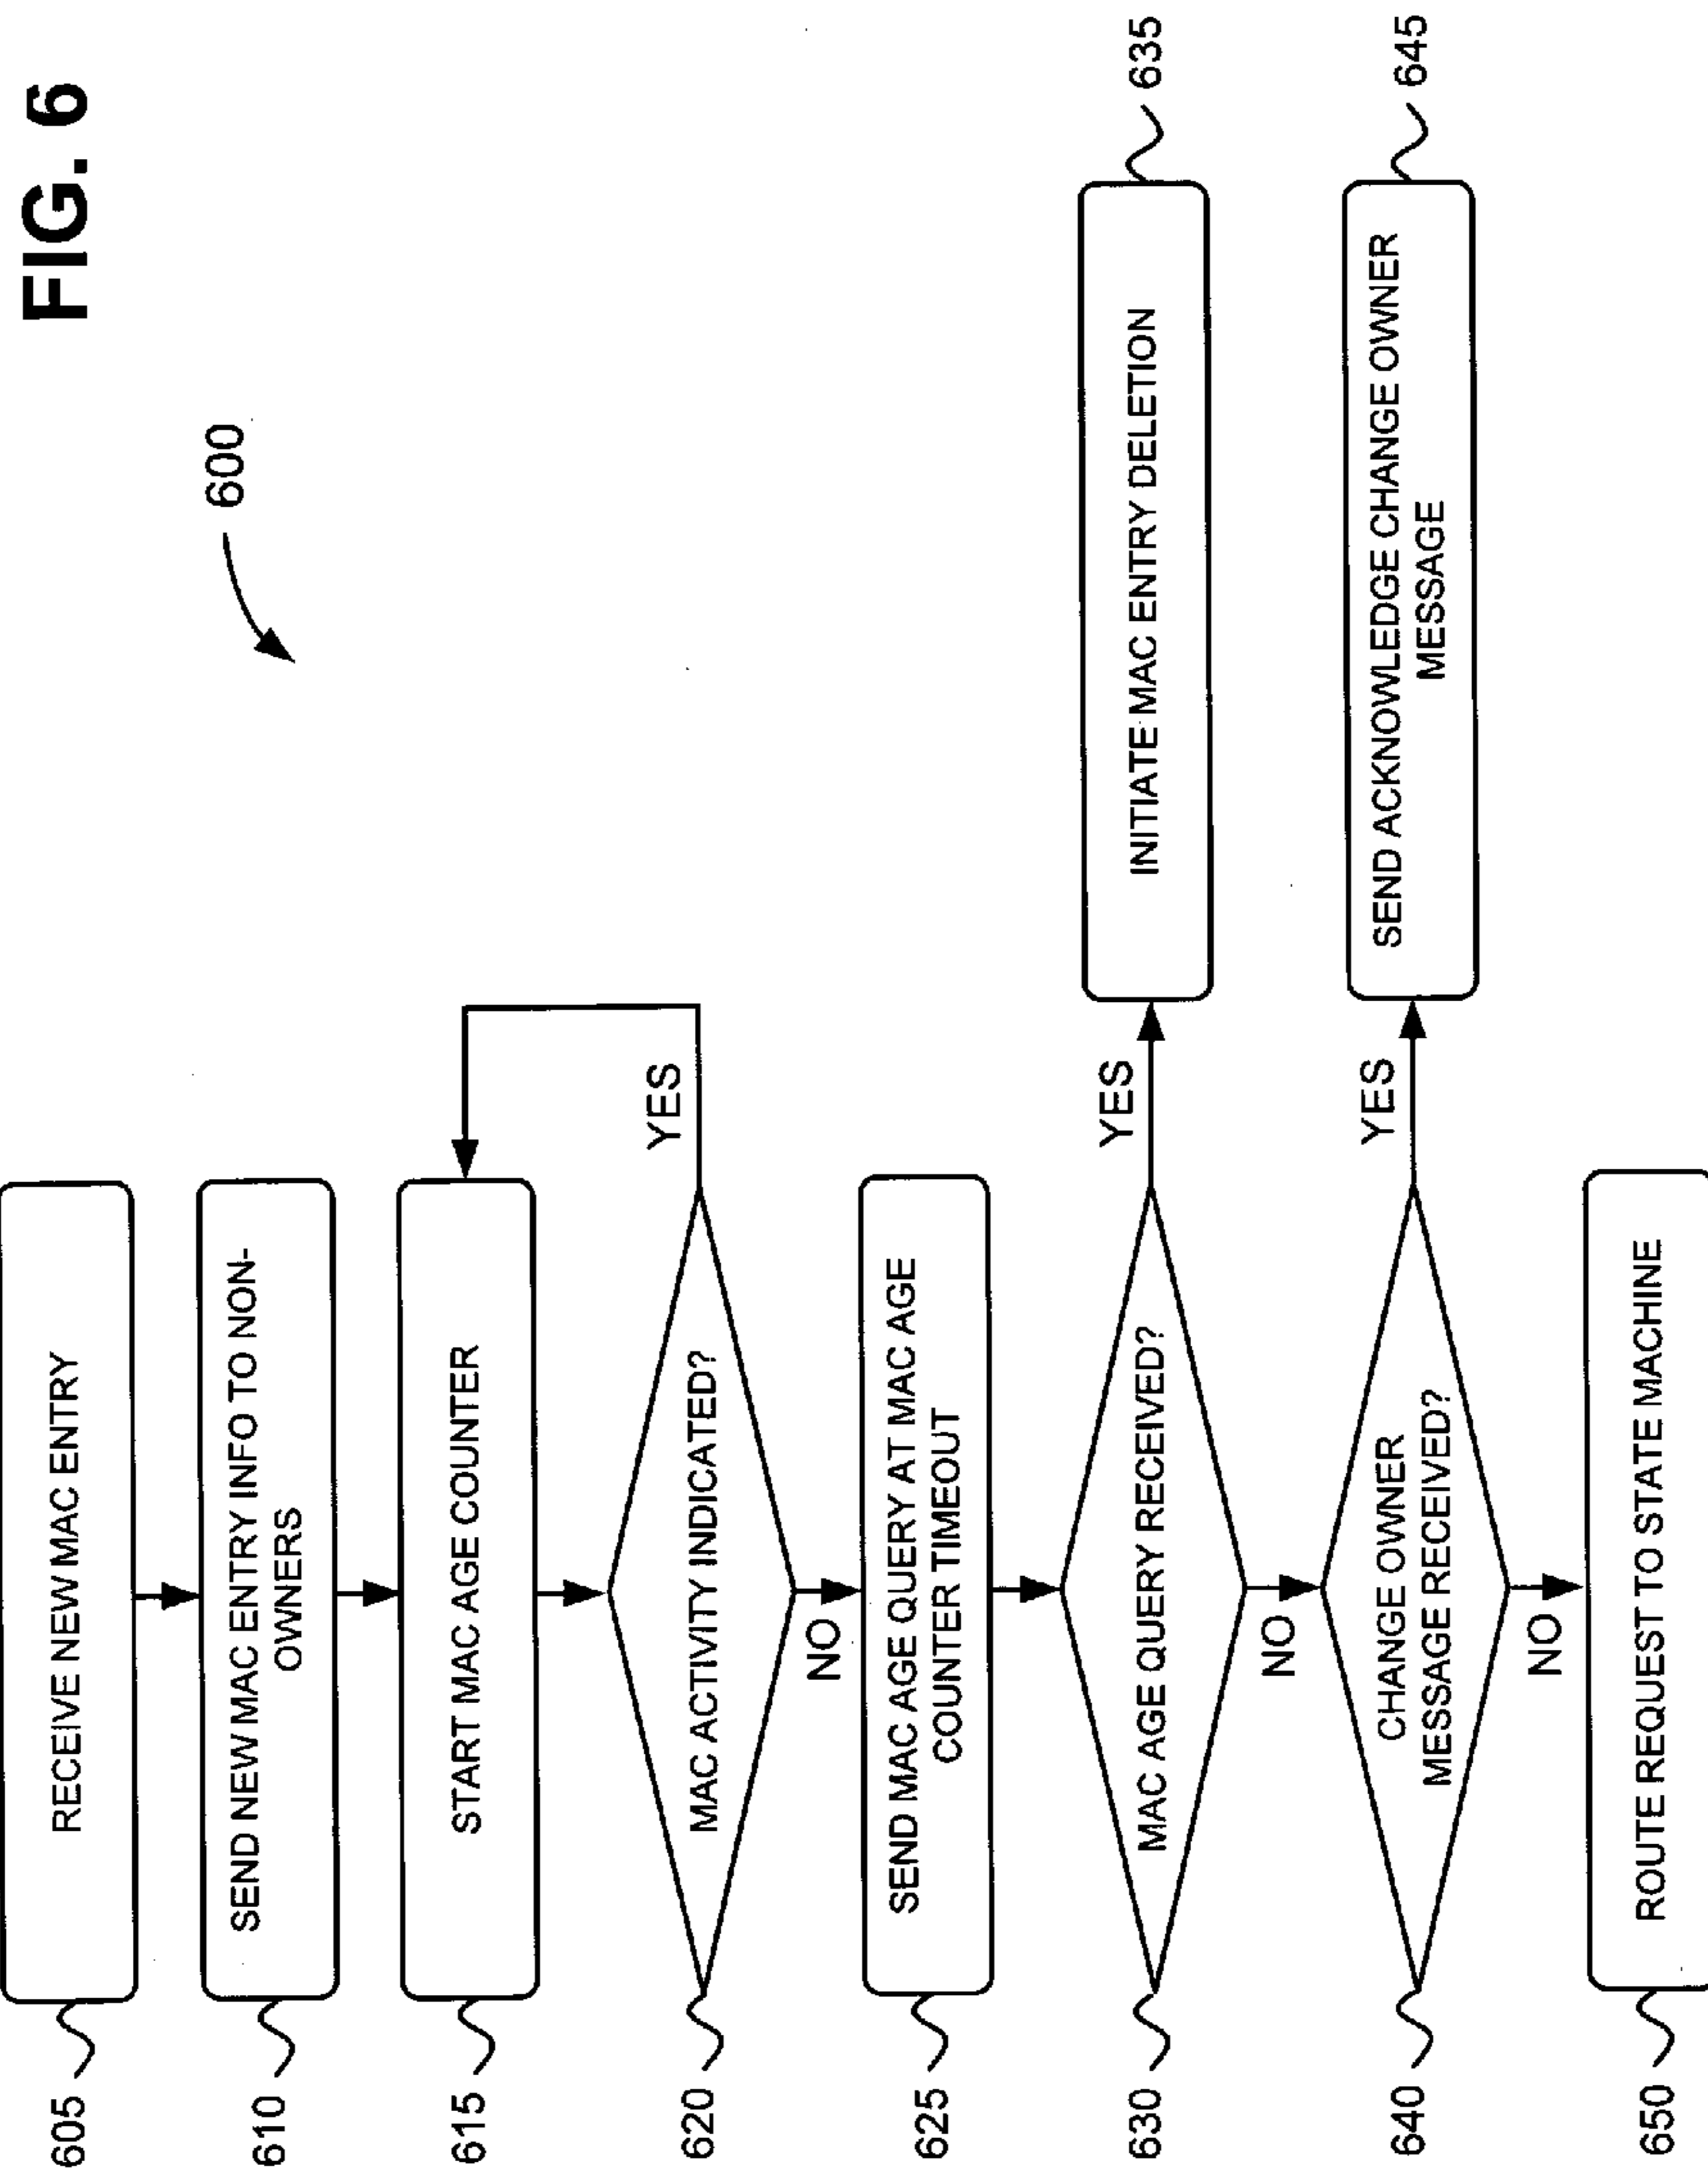 FIG. 6
600
605
RECEIVE NEW MAC ENTRY
610
SEND NEW MAC ENTRY INFO TO NON-
OWNERS
615
START MAC AGE COUNTER
620
MAC ACTIVITY INDICATED?
YES
NO
625
SEND MAC AGE QUERY AT MAC AGE
COUNTER TIMEOUT
630
MAC AGE QUERY RECEIVED?
YES
INITIATE MAC ENTRY DELETION
635
NO
640
CHANGE OWNER
MESSAGE RECEIVED?
YES
SEND ACKNOWLEDGE CHANGE OWNER
MESSAGE
645
NO
650
ROUTE REQUEST TO STATE MACHINE